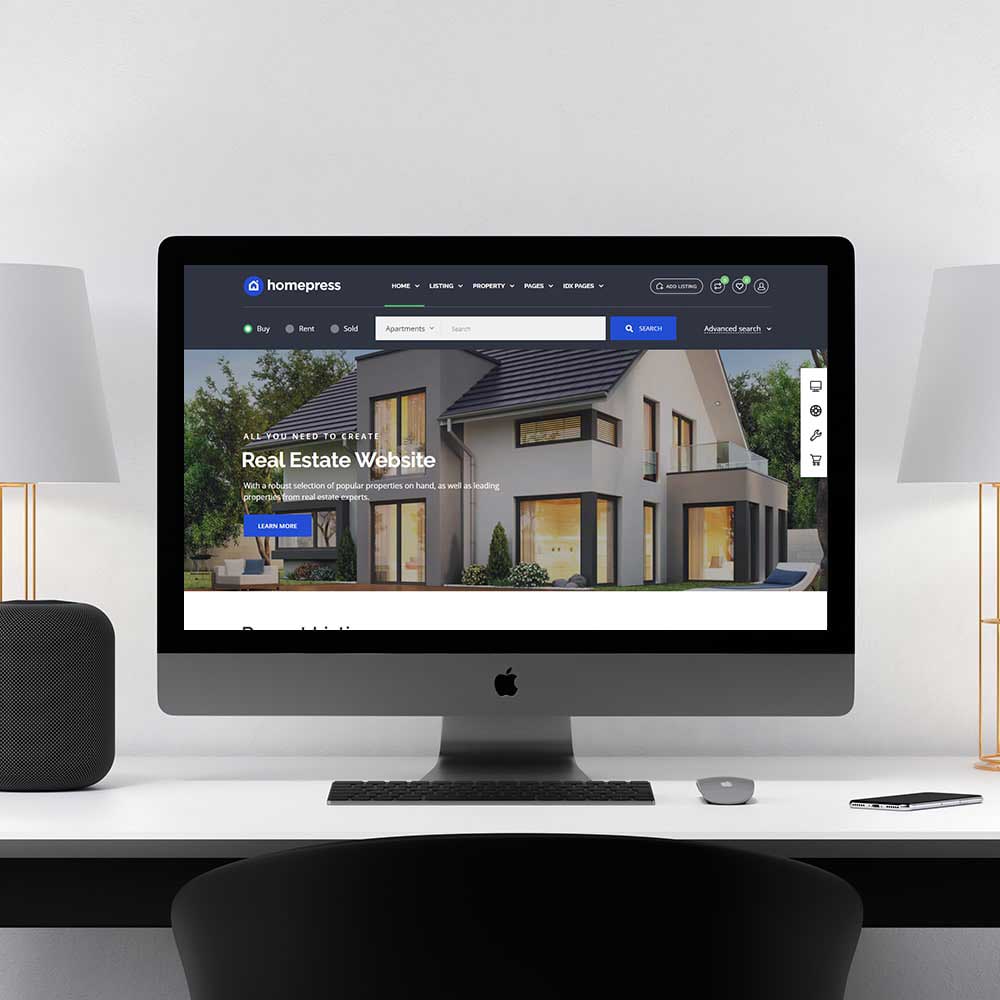 homepress HOME LISTING PROPERTY PAGES IDX PAGES ADD LISTING 0 0
Buy Rent Sold Apartments Search SEARCH Advanced search
ALL YOU NEED TO CREATE
Real Estate Website
With a robust selection of popular properties on hand, as well as leading
properties from real estate experts.
LEARN MORE